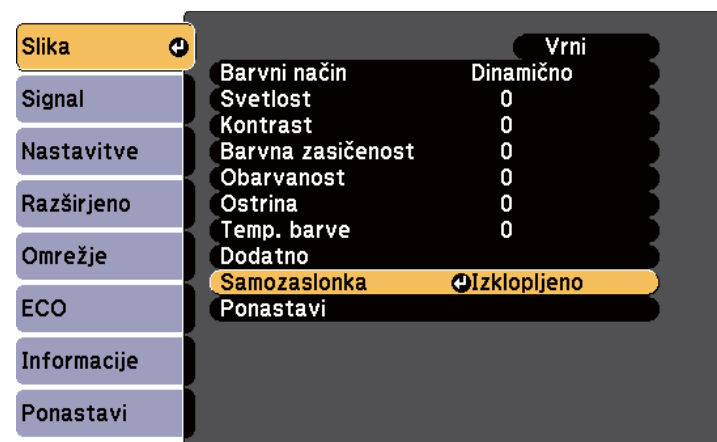 Slika
Signal
Nastavitve
Razširjeno
Omrežje
ECO
Informacije
Ponastavi
Vrni
Barvni način Dinamično
Svetlost 0
Kontrast 0
Barvna zasičenost 0
Obarvanost 0
Ostrina 0
Temp. barve 0
Dodatno
Samozaslonka Izklopljeno
Ponastavi